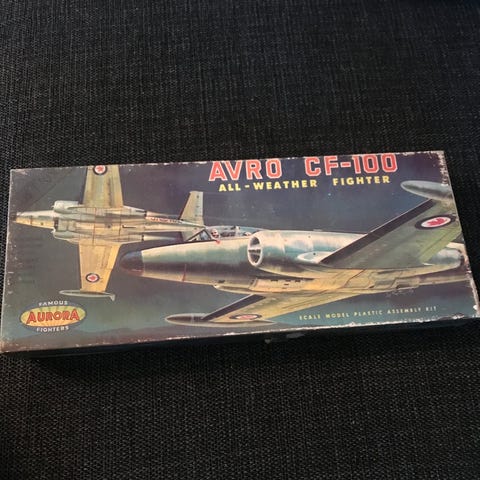 AVRO CF-100
ALL-WEATHER FIGHTER
FAMOUS
AURORA
FIGHTERS
SCALE MODEL PLASTIC ASSEMBLY KIT